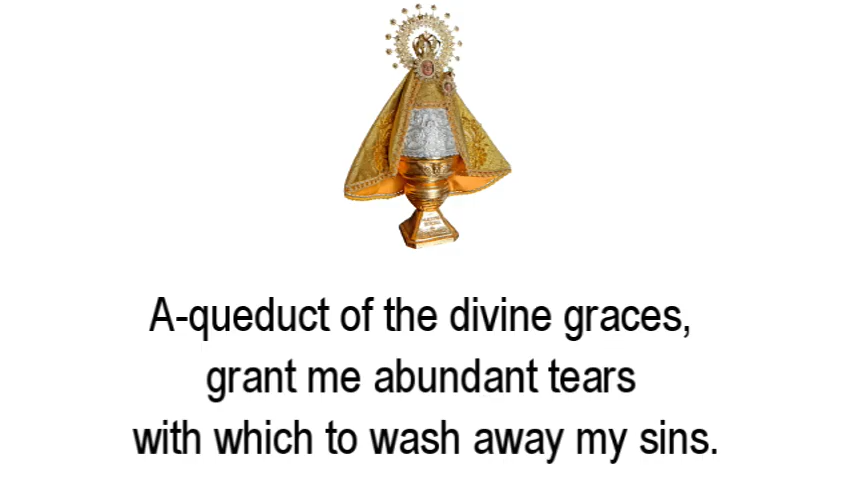 A-queduct of the divine graces,
grant me abundant tears
with which to wash away my sins.